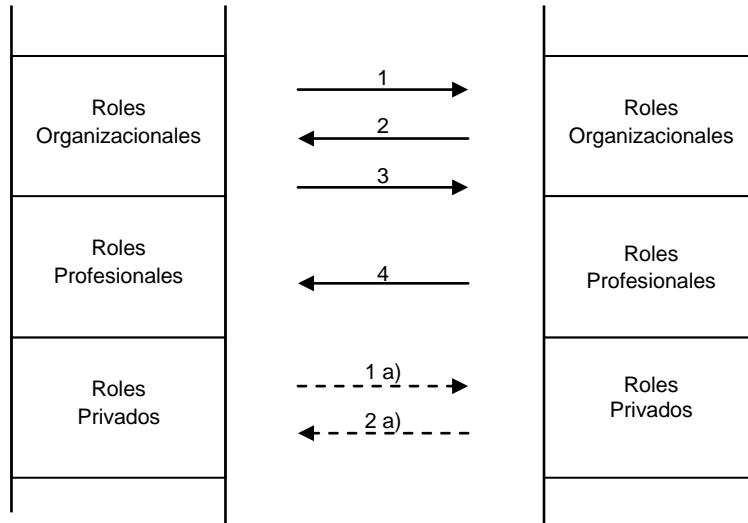 Roles
Organizacionales
1
2
3
Roles
Organizacionales
Roles
Profesionales
4
Roles
Profesionales
Roles
Privados
1 a)
2 a)
Roles
Privados